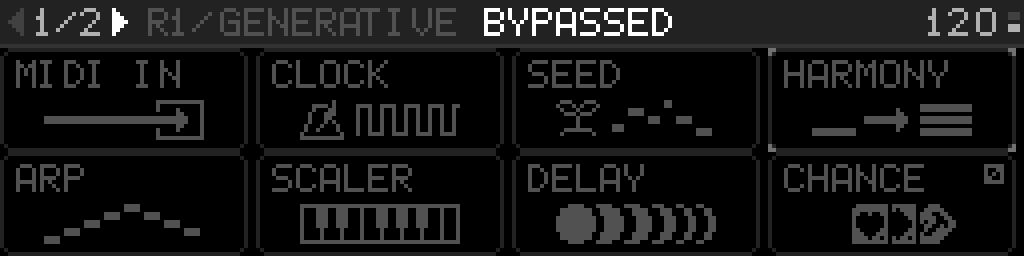 1/2 R1/GENERATIVE BYPASSED 120
MIDI IN CLOCK SEED HARMONY
ARP SCALER DELAY CHANCE